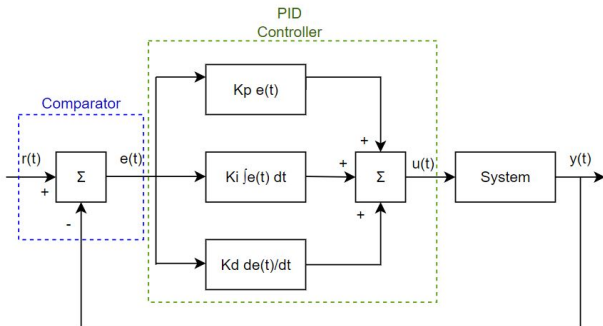 PID
Controller
Comparator
Kp e(t)
r(t)
e(t)
+
+
Σ
Ki ∫e(t) dt
+
Σ
u(t)
System
y(t)
+
-
+
Kd de(t)/dt